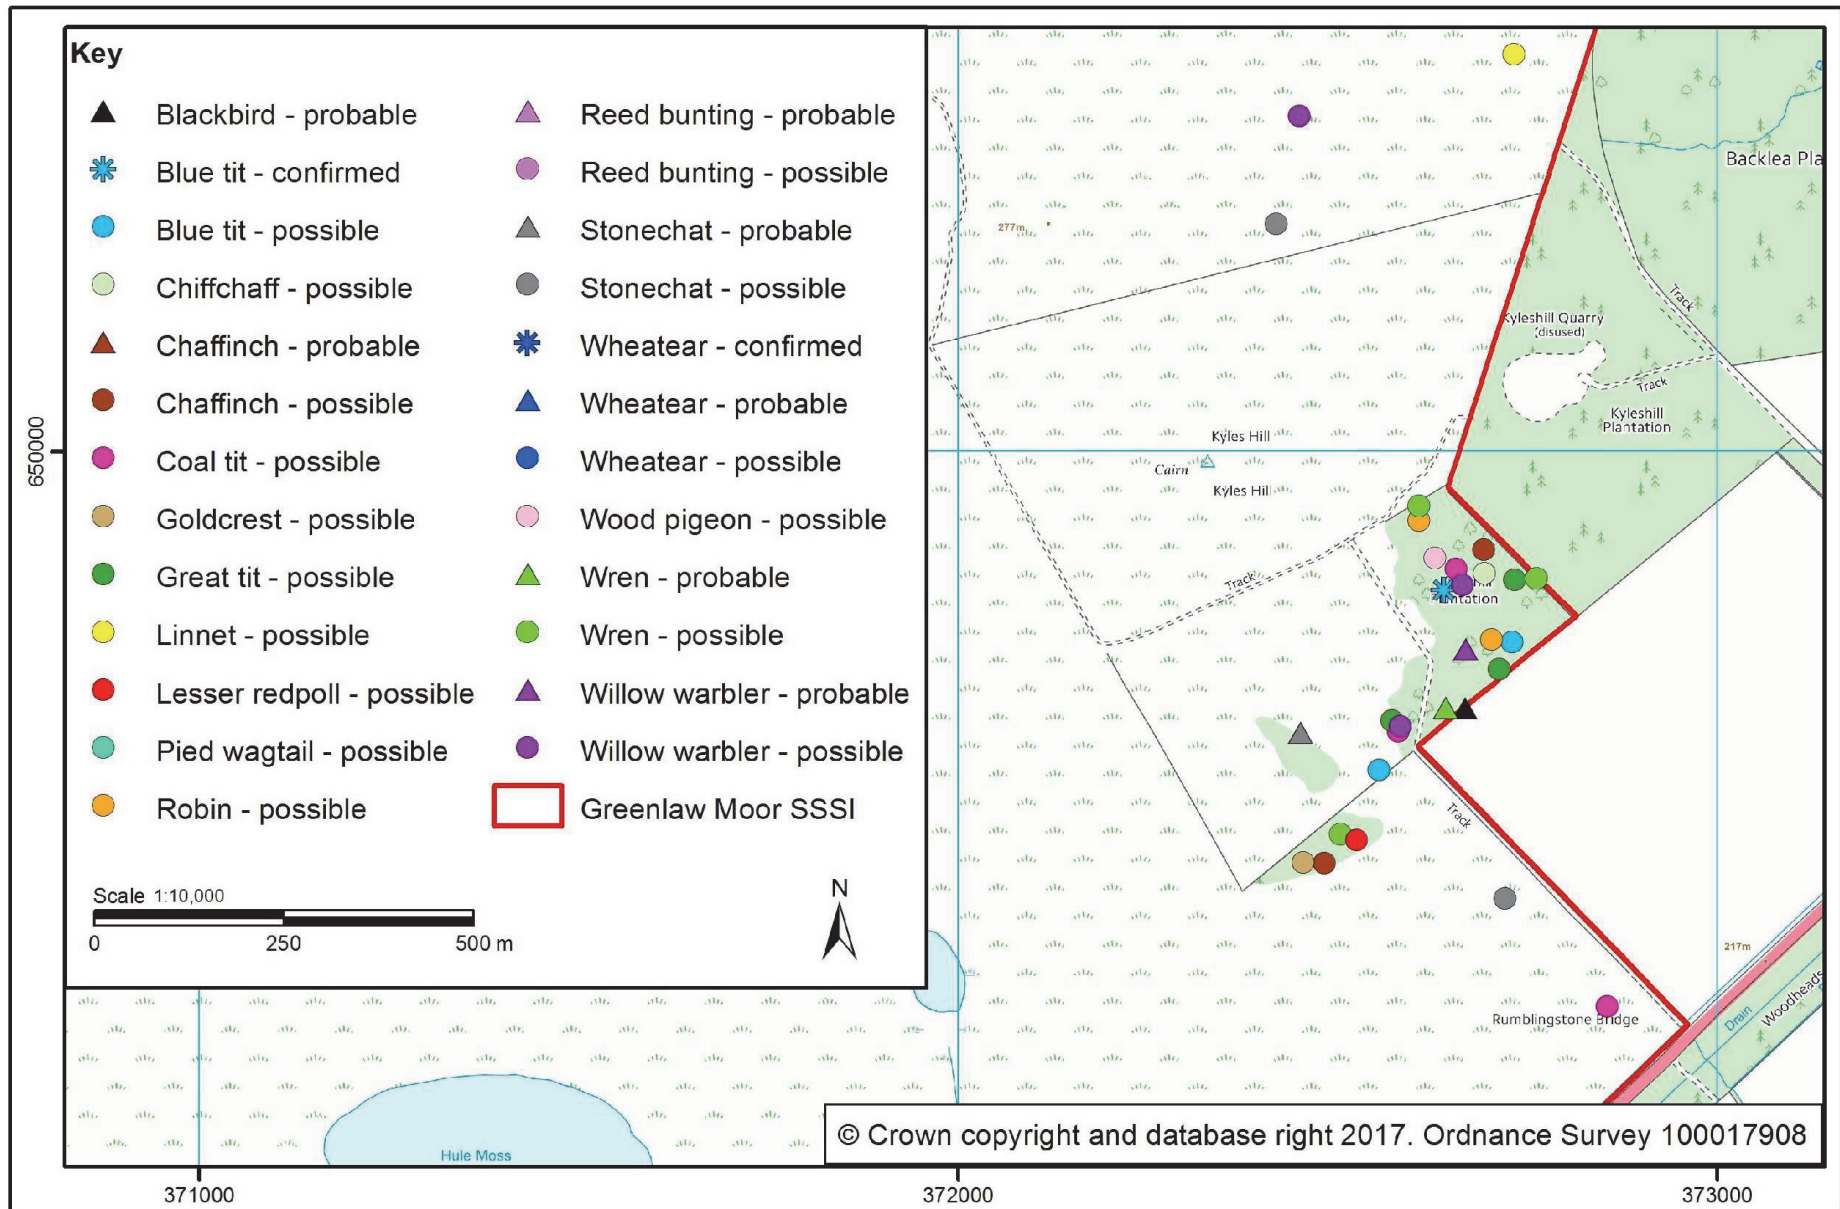 Key
Blackbird - probable
Blue tit - confirmed
Blue tit - possible
Chiffchaff - possible
Chaffinch - probable
Chaffinch - possible
Coal tit - possible
Goldcrest - possible
Great tit - possible
Linnet - possible
Lesser redpoll - possible
Pied wagtail - possible
Robin - possible
Reed bunting - probable
Reed bunting - possible
Stonechat - probable
Stonechat - possible
Wheatear - confirmed
Wheatear - probable
Wheatear - possible
Wood pigeon - possible
Wren - probable
Wren - possible
Willow warbler - probable
Willow warbler - possible
Greenlaw Moor SSSI
Scale 1:10,000
0 250 500 m
N
Backlea Pla
277m
Track
Kyleshill Quarry
(disused)
Track
Kyleshill
Plantation
Kyles Hill
Cairn
Kyles Hill
Track
ntation
Track
217m
Woodheads
Drain
Rumblingstone Bridge
Hule Moss
© Crown copyright and database right 2017. Ordnance Survey 100017908
650000
371000 372000 373000